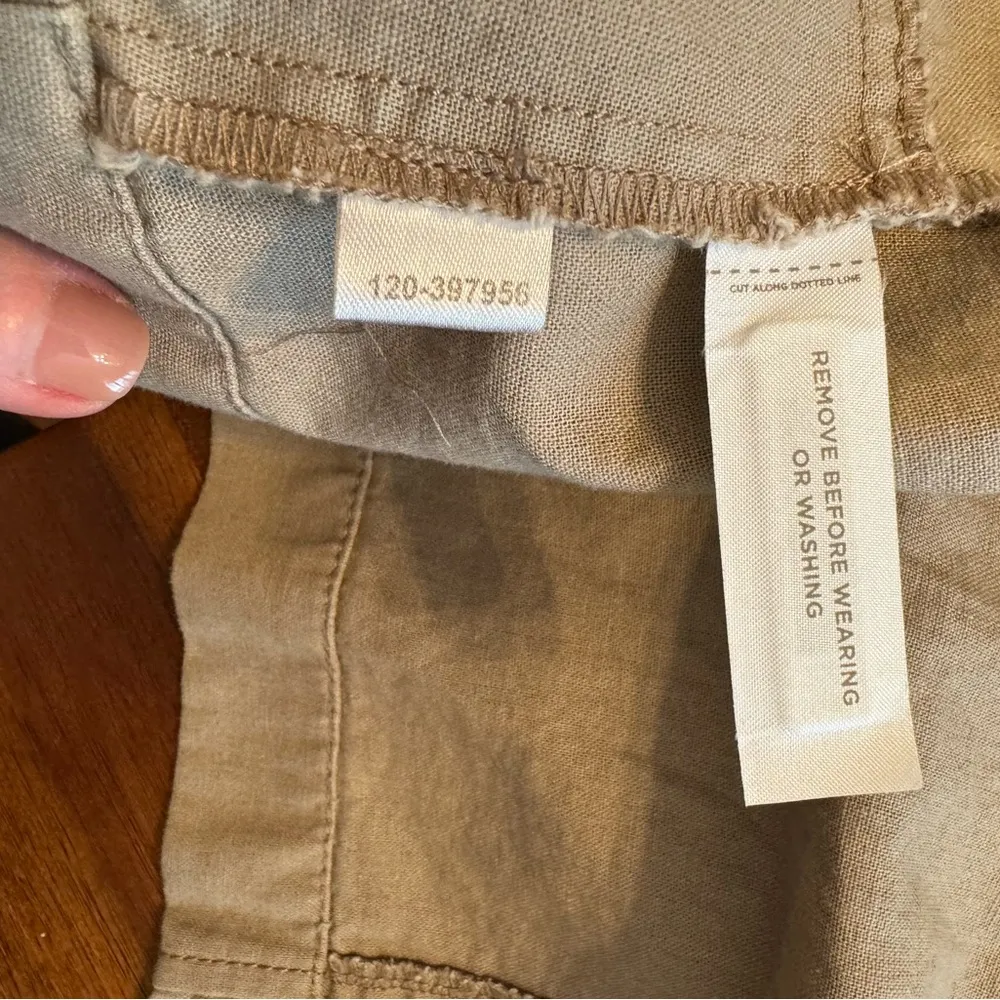 120-397956
CUT ALONG DOTTED LINE
REMOVE BEFORE WEARING
OR WASHING